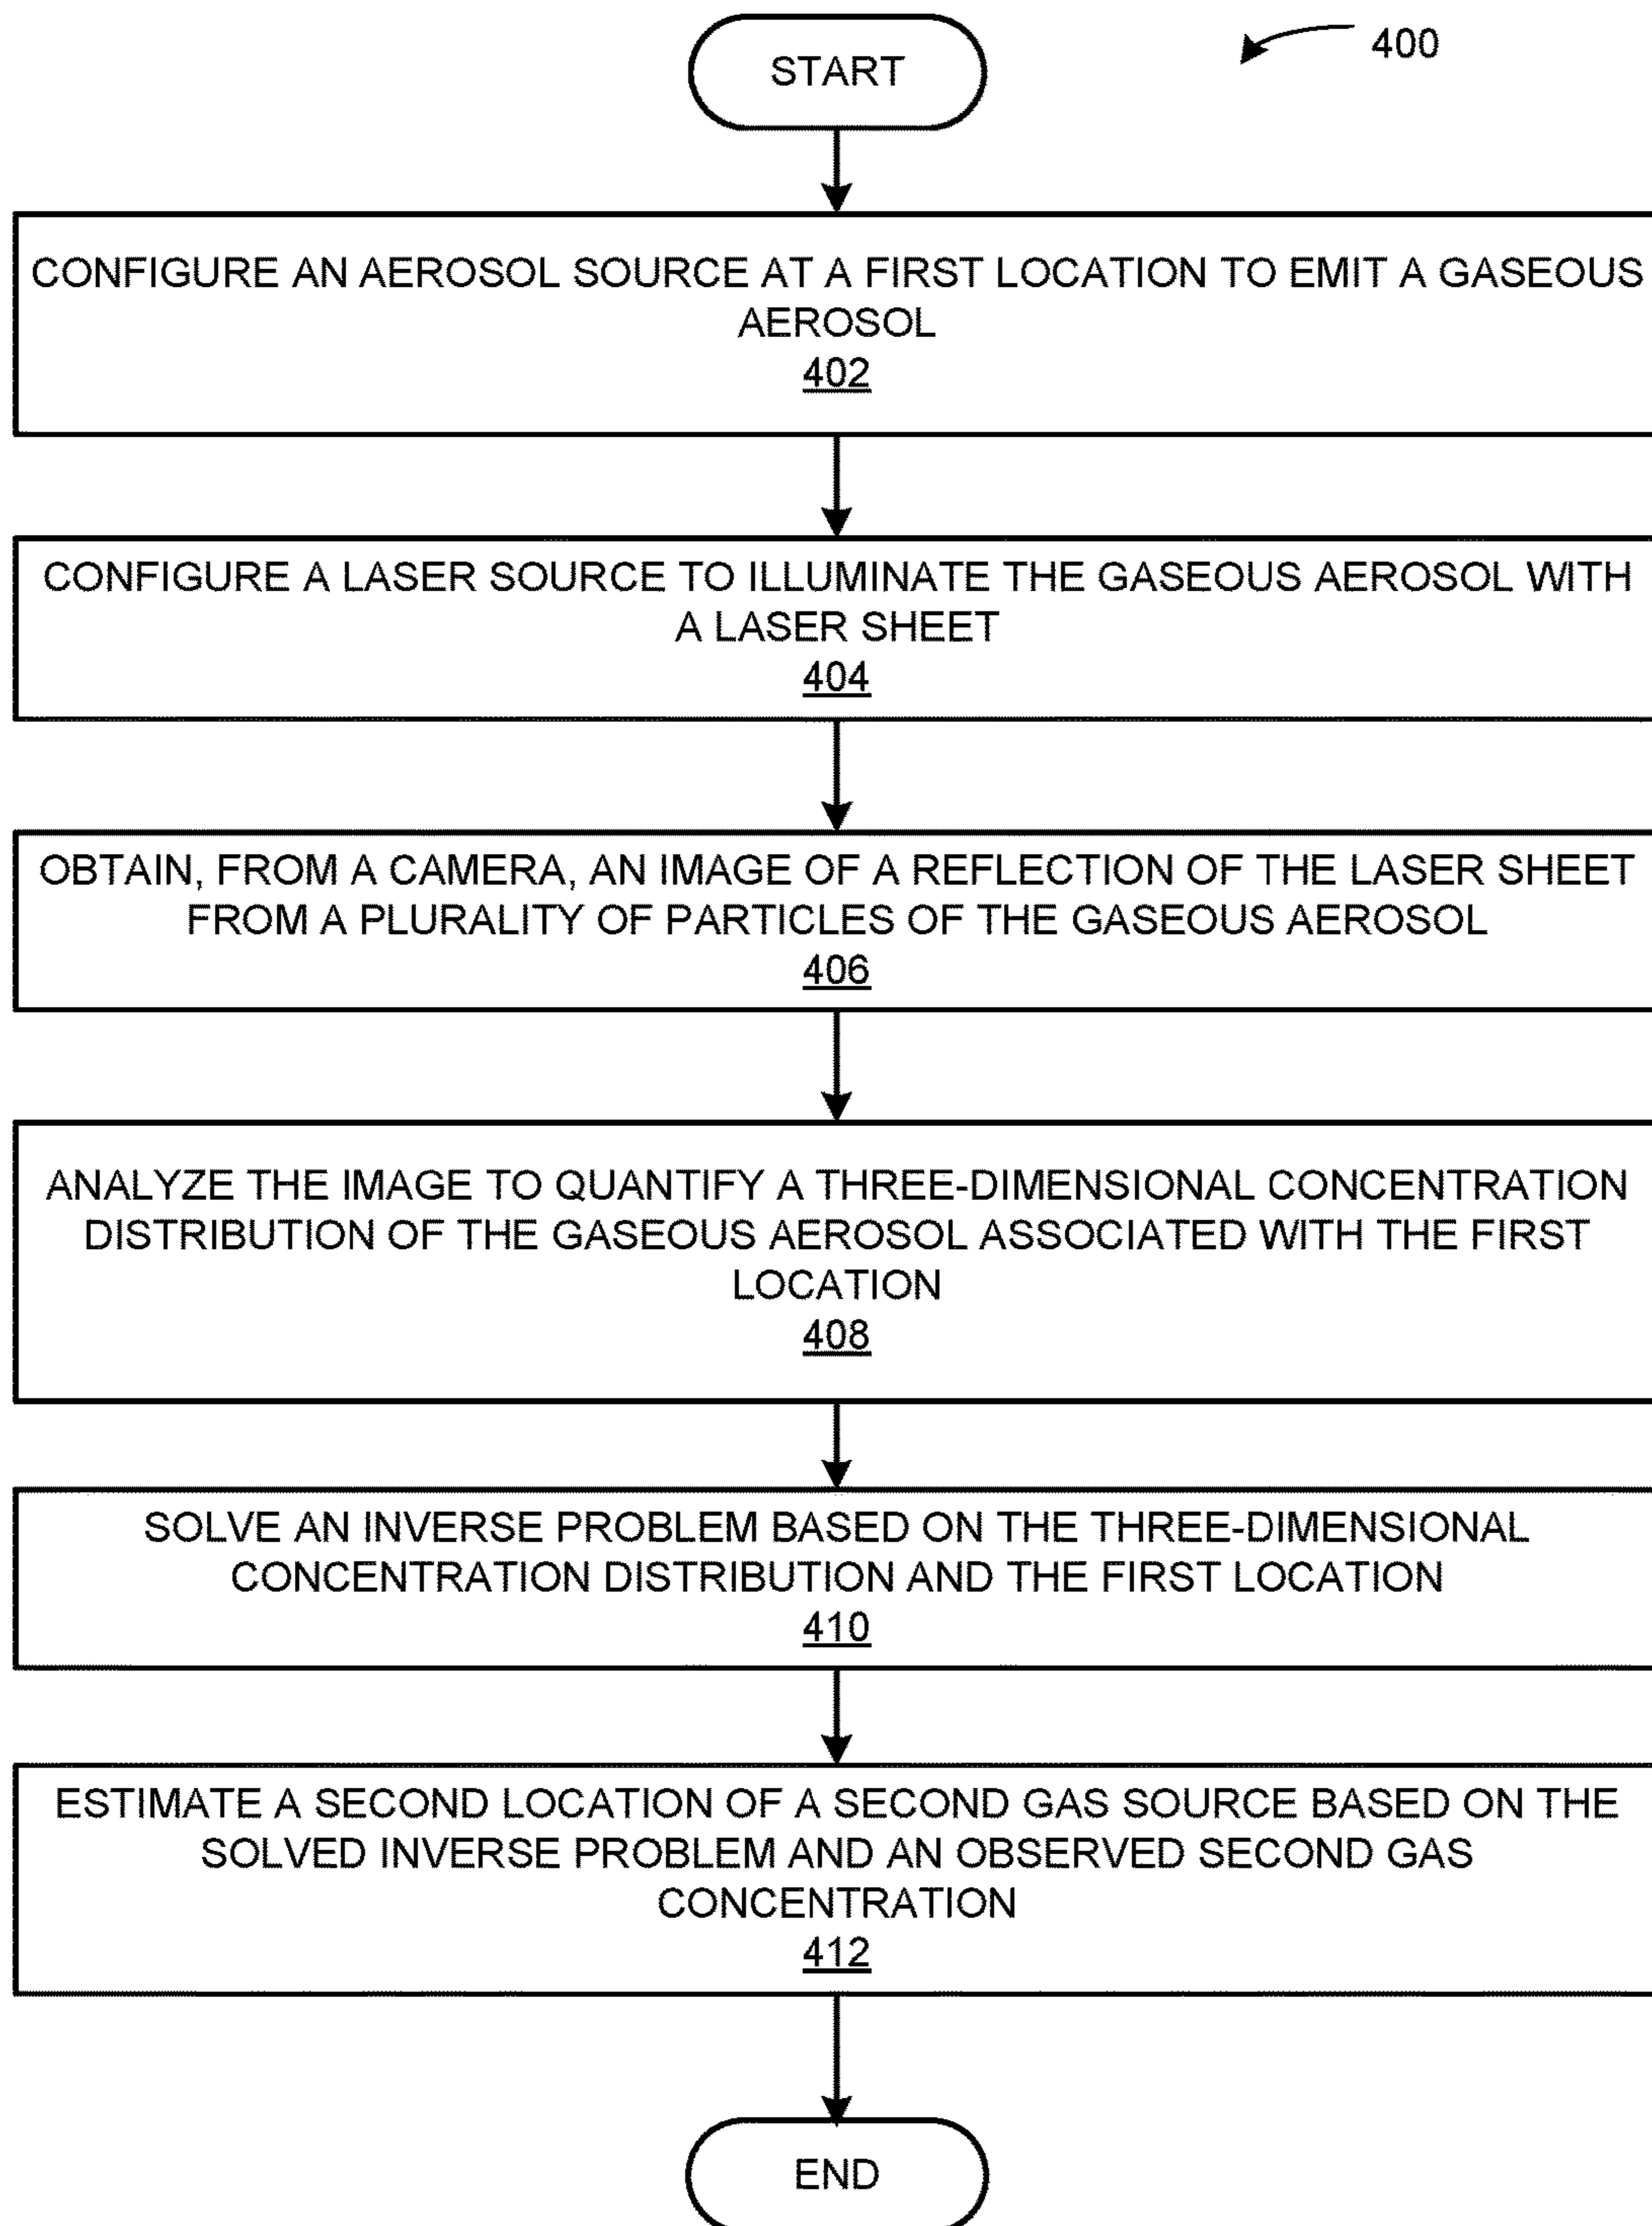 START
400
CONFIGURE AN AEROSOL SOURCE AT A FIRST LOCATION TO EMIT A GASEOUS
AEROSOL
402
CONFIGURE A LASER SOURCE TO ILLUMINATE THE GASEOUS AEROSOL WITH
A LASER SHEET
404
OBTAIN, FROM A CAMERA, AN IMAGE OF A REFLECTION OF THE LASER SHEET
FROM A PLURALITY OF PARTICLES OF THE GASEOUS AEROSOL
406
ANALYZE THE IMAGE TO QUANTIFY A THREE-DIMENSIONAL CONCENTRATION
DISTRIBUTION OF THE GASEOUS AEROSOL ASSOCIATED WITH THE FIRST
LOCATION
408
SOLVE AN INVERSE PROBLEM BASED ON THE THREE-DIMENSIONAL
CONCENTRATION DISTRIBUTION AND THE FIRST LOCATION
410
ESTIMATE A SECOND LOCATION OF A SECOND GAS SOURCE BASED ON THE
SOLVED INVERSE PROBLEM AND AN OBSERVED SECOND GAS
CONCENTRATION
412
END